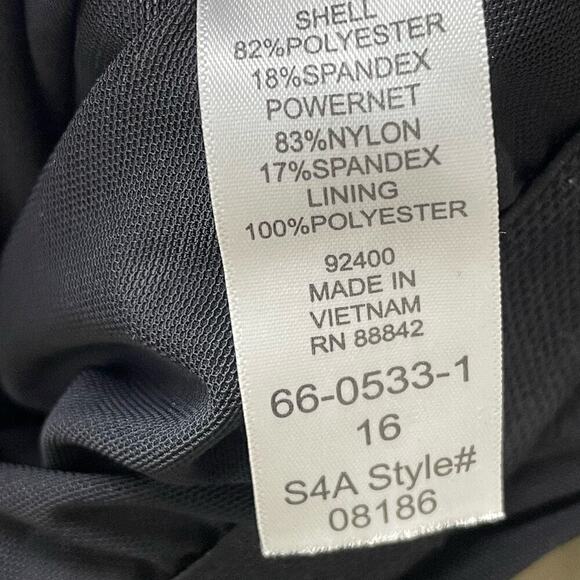 SHELL
82%POLYESTER
18%SPANDEX
POWERNET
83%NYLON
17%SPANDEX
LINING
100%POLYESTER
92400
MADE IN
VIETNAM
RN 88842
66-0533-1
16
S4A Style#
08186